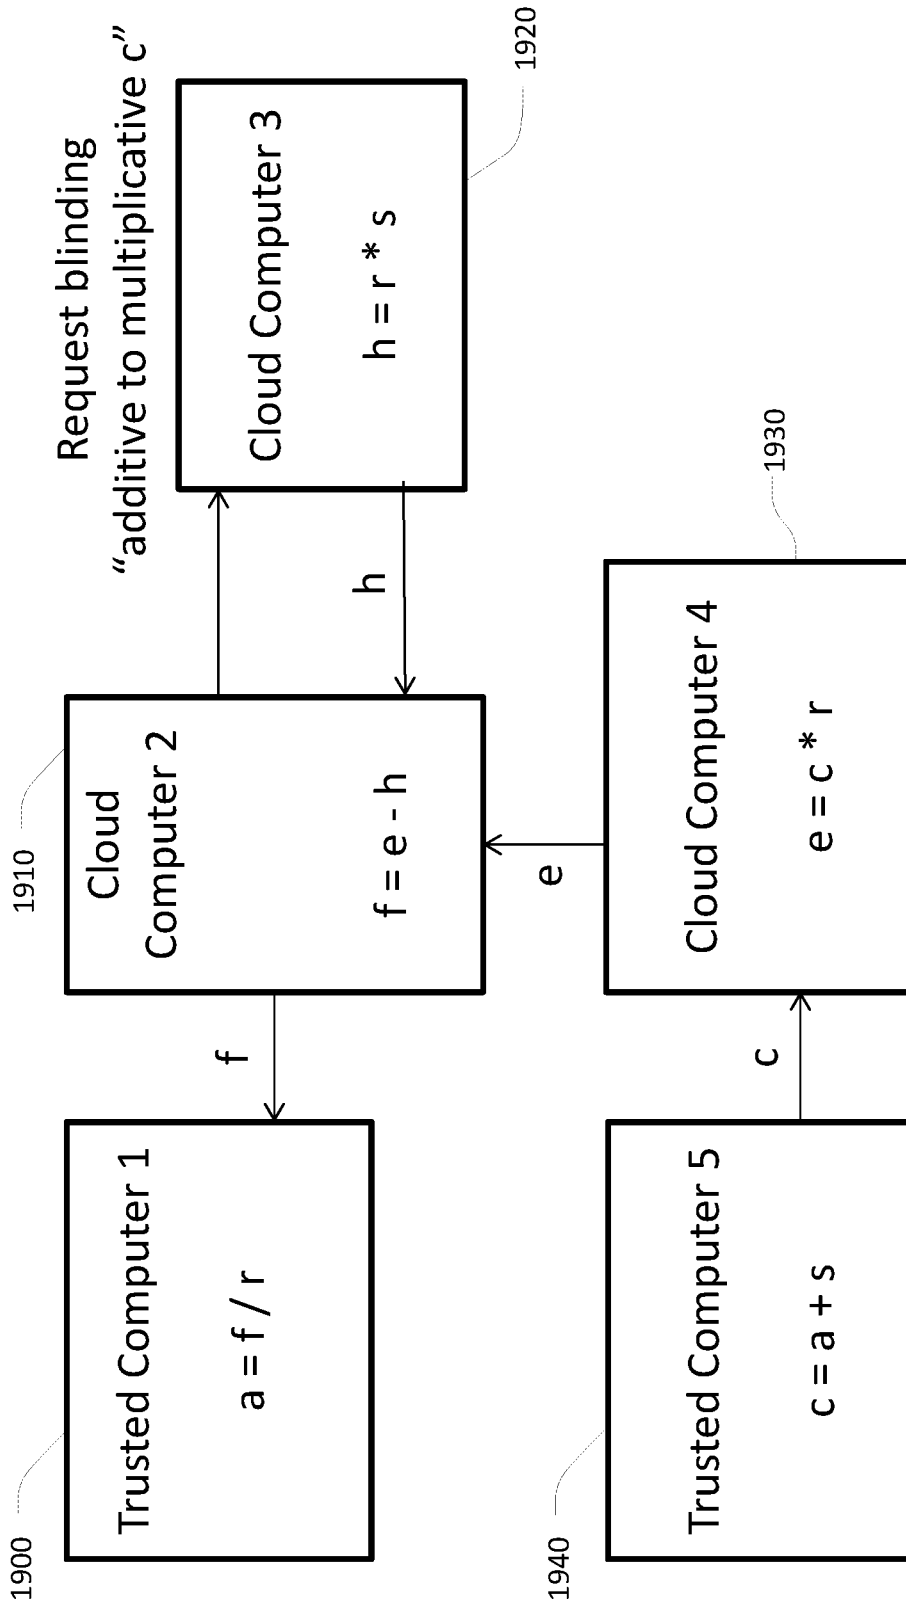 Request blinding
“additive to multiplicative c”
1900
Trusted Computer 1
a = f / r
f
1910
Cloud
Computer 2
f = e - h
h
Cloud Computer 3
h = r * s
1920
1940
Trusted Computer 5
c = a + s
c
e
Cloud Computer 4
e = c * r
1930